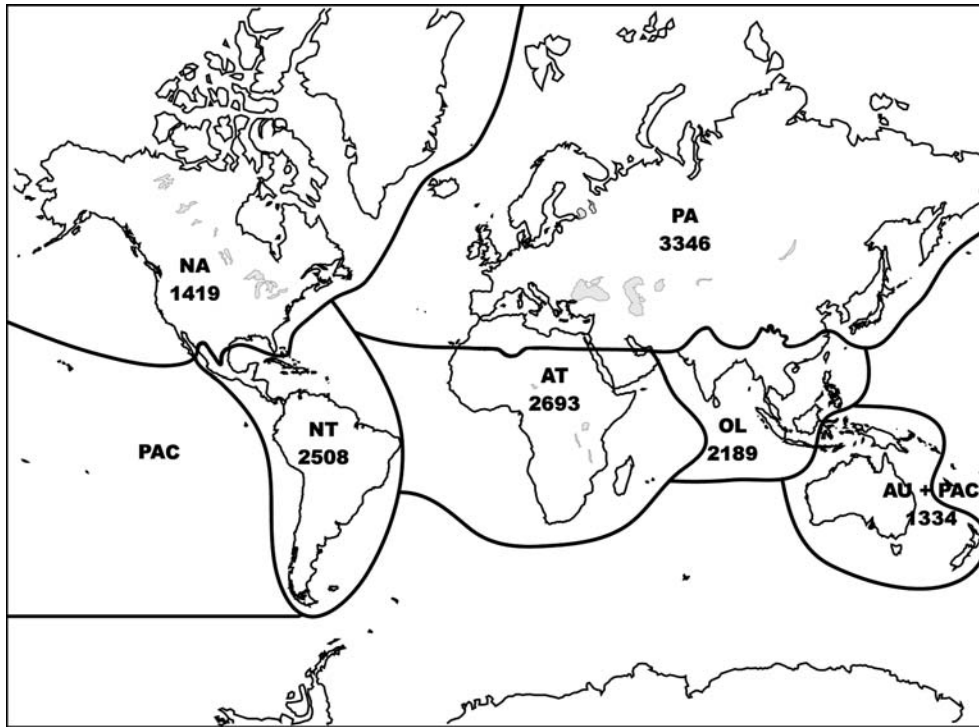 PA
3346
NA
1419
AT
2693
NT
2508
OL
2189
PAC
AU + PAC
1334